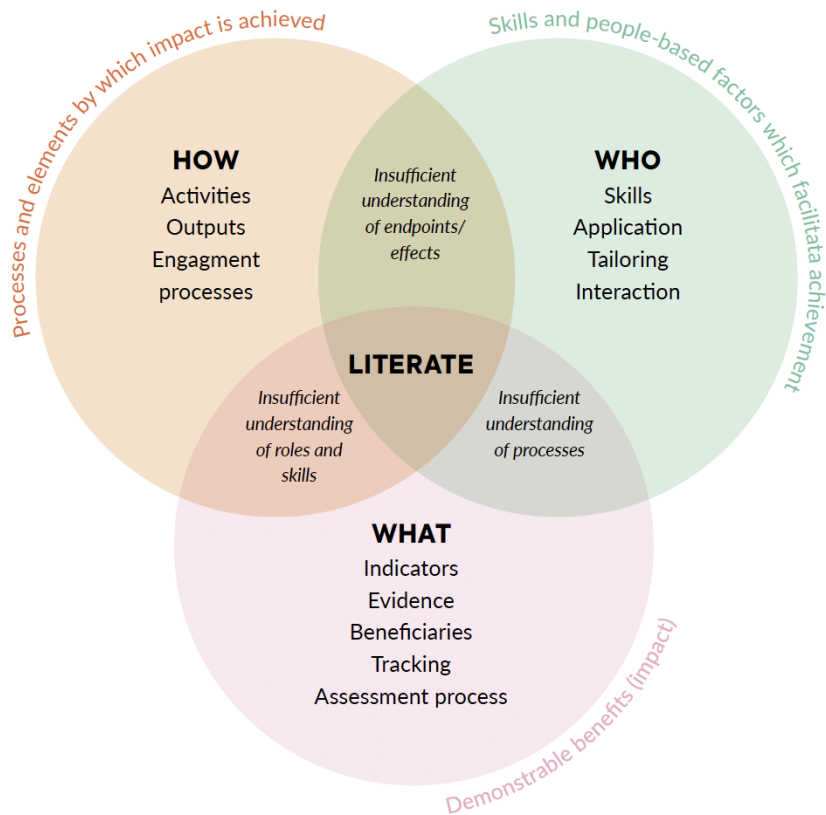 Processes and elements by which impact is achieved
Skills and people-based factors which facilitata achievement
HOW
Activities
Outputs
Engagment
processes
Insufficient
understanding
of endpoints/
effects
WHO
Skills
Application
Tailoring
Interaction
LITERATE
Insufficient
understanding
of roles and
skills
Insufficient
understanding
of processes
WHAT
Indicators
Evidence
Beneficiaries
Tracking
Assessment process
Demonstrable benefits (impact)